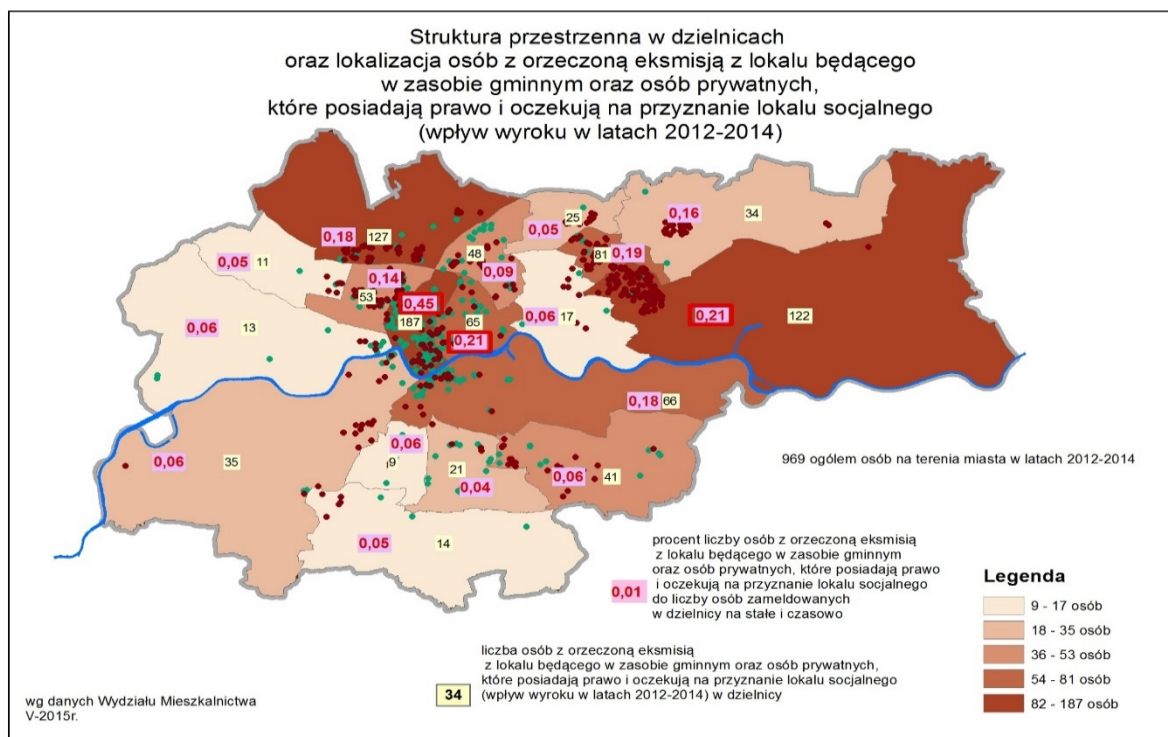 Struktura przestrzenna w dzielnicach
oraz lokalizacja osób z orzeczoną eksmisją z lokalu będącego
w zasobie gminnym oraz osób prywatnych,
które posiadają prawo i oczekują na przyznanie lokalu socjalnego
(wpływ wyroku w latach 2012-2014)
0,18 127
0,05 25
0,16 34
0,05 11
48
81 0,19
0,14
0,09
53
0,45
187 65
0,06 17
0,21 122
0,06 13
0,21
0,18 66
0,06
0,06 35
9
21
0,04
0,06 41
969 ogółem osób na terenia miasta w latach 2012-2014
0,05 14
procent liczby osób z orzeczoną eksmisją
z lokalu będącego w zasobie gminnym
oraz osób prywatnych, które posiadają prawo
i oczekują na przyznanie lokalu socjalnego
0,01 do liczby osób zameldowanych
w dzielnicy na stałe i czasowo
liczba osób z orzeczoną eksmisją
z lokalu będącego w zasobie gminnym oraz osób prywatnych,
które posiadają prawo i oczekują na przyznanie lokalu socjalnego
34 (wpływ wyroku w latach 2012-2014) w dzielnicy
Legenda
9 - 17 osób
18 - 35 osób
36 - 53 osób
54 - 81 osób
82 - 187 osób
wg danych Wydziału Mieszkalnictwa
V-2015r.